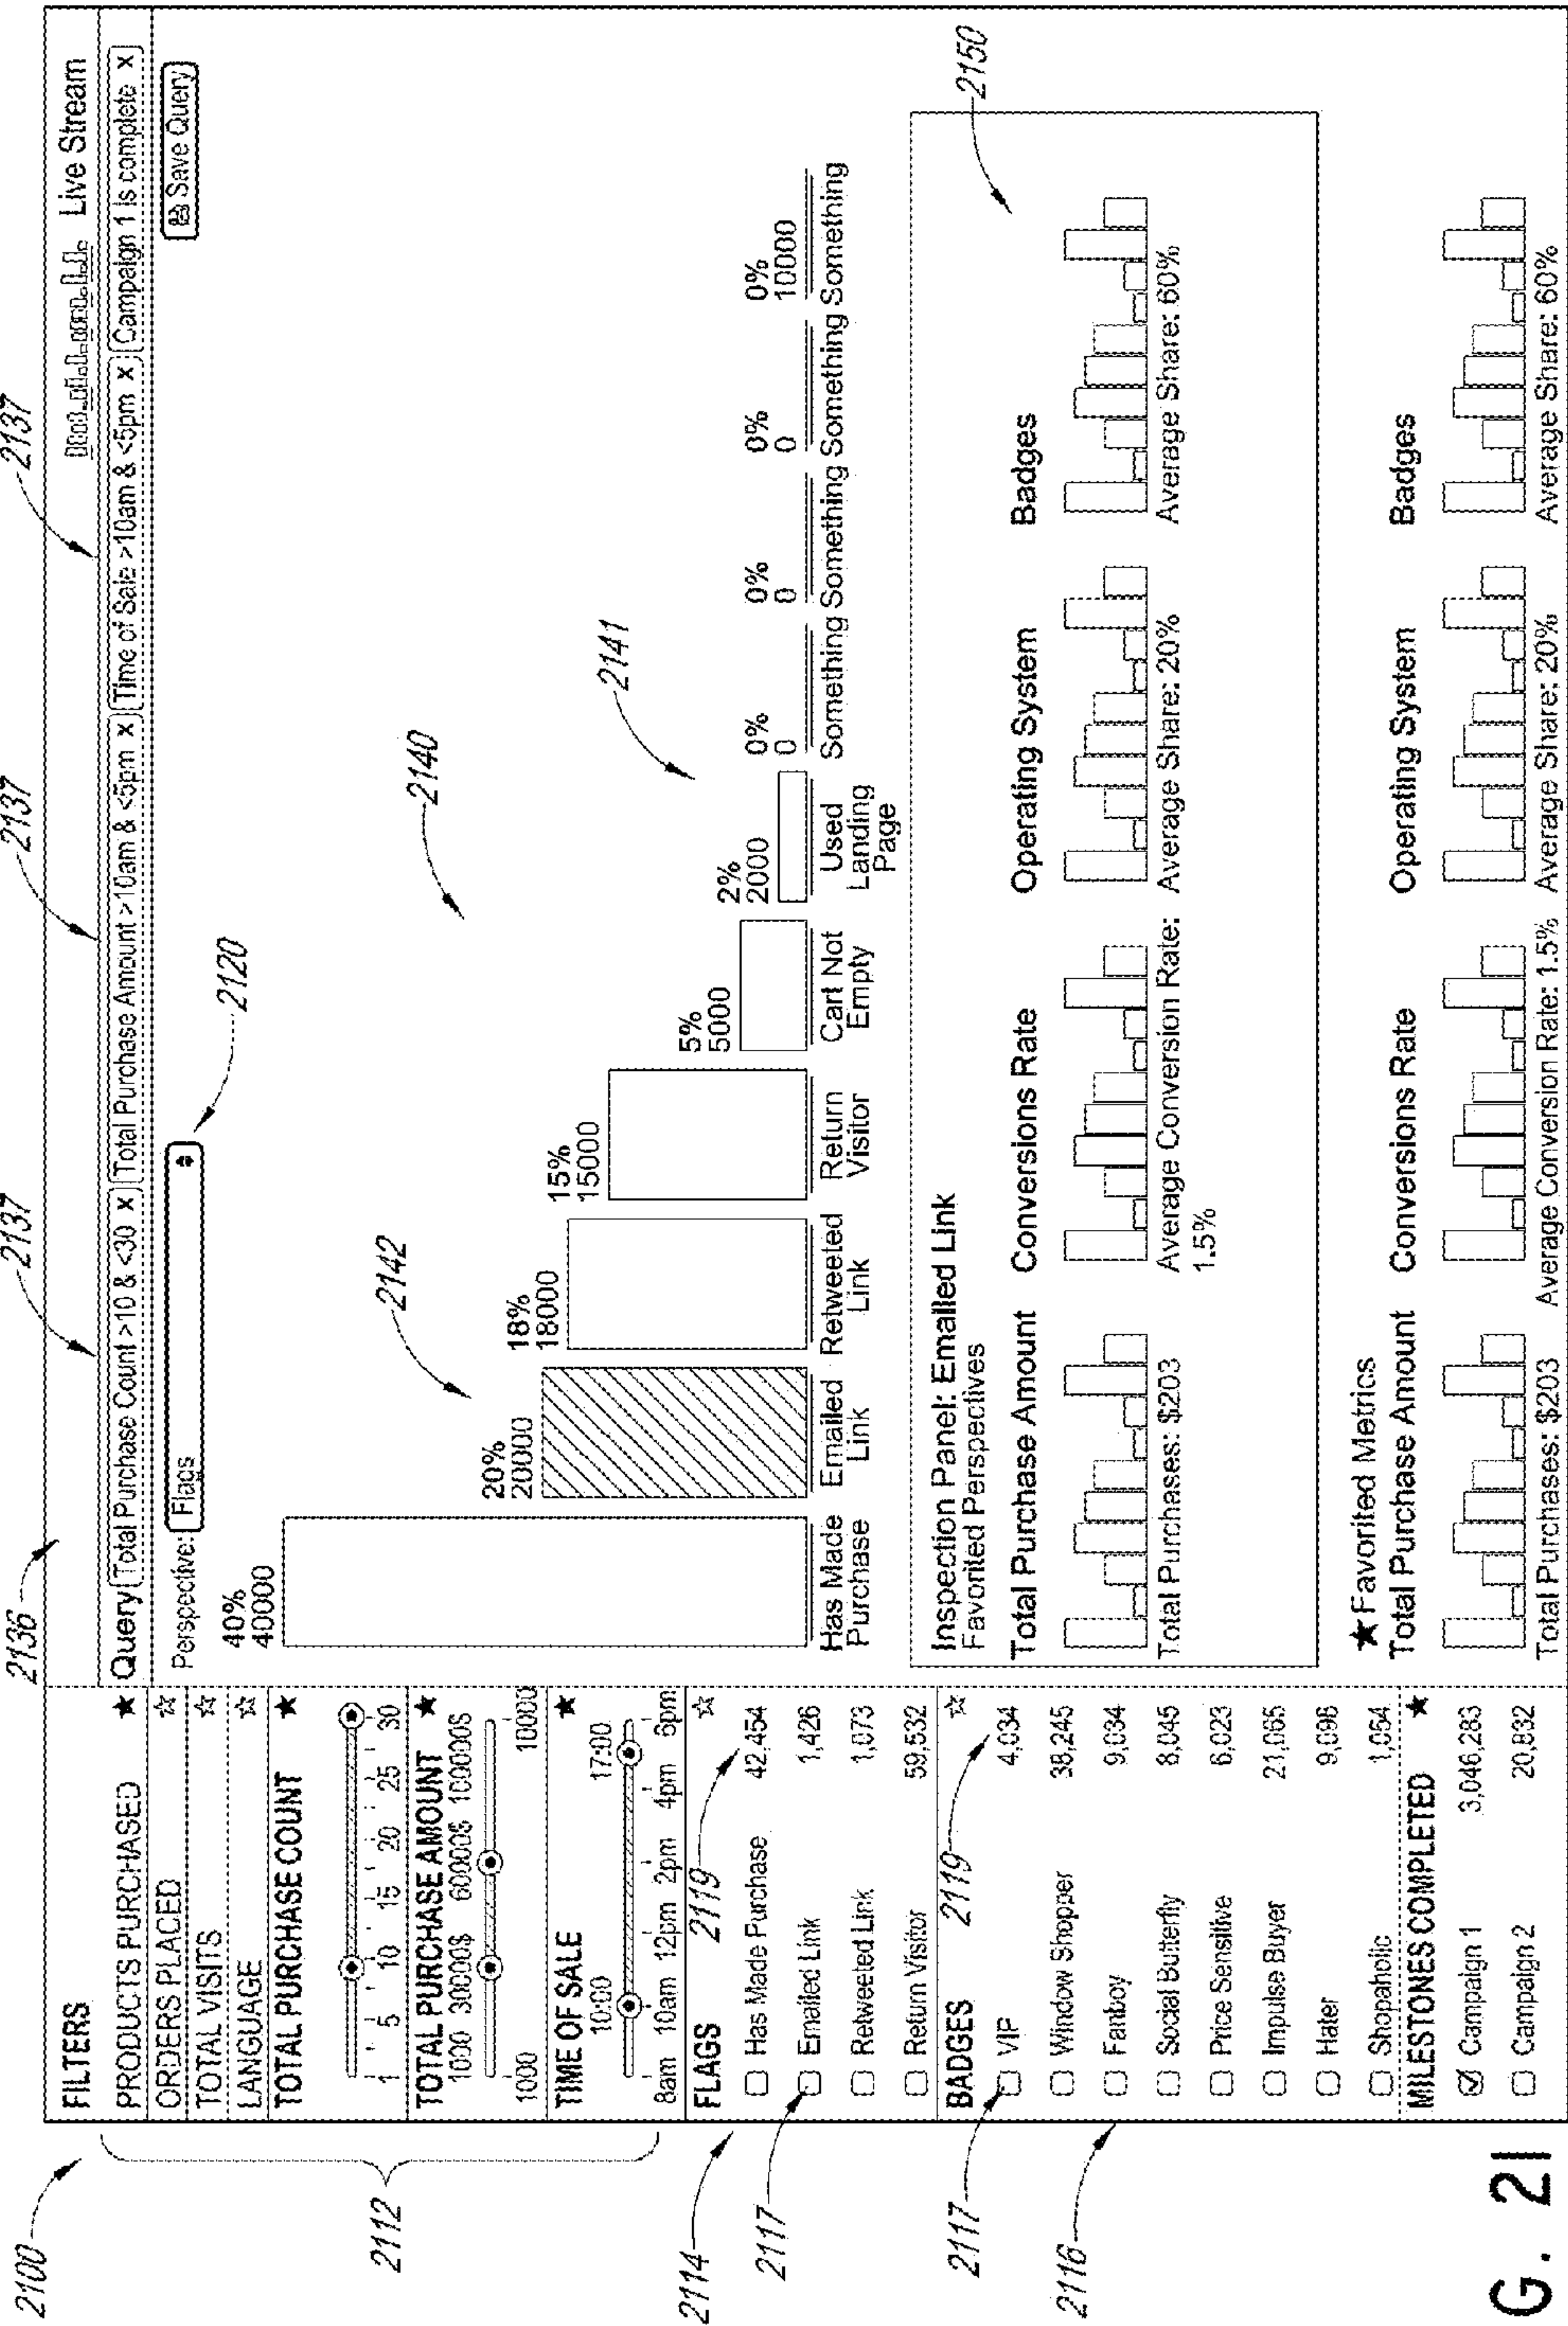 2100
2136
2137
2137
2137
FILTERS
Live Stream
PRODUCTS PURCHASED ★
ORDERS PLACED ☆
TOTAL VISITS ☆
LANGUAGE ☆
TOTAL PURCHASE COUNT ★
1 5 10 15 20 25 30
TOTAL PURCHASE AMOUNT ★
1000 30000$ 60000$ 100000$
1000 10000
TIME OF SALE ★
10:00 17:00
8am 10am 12pm 2pm 4pm 6pm
2112
FLAGS 2119 ☆
Has Made Purchase 42,454
Emailed Link 1,426
Retweeted Link 1,073
Return Visitor 59,532
2114
2117
BADGES 2119 ☆
VIP 4,034
Window Shopper 38,245
Fanboy 9,034
Social Butterfly 8,045
Price Sensitive 6,023
Impulse Buyer 21,065
Hater 9,096
Shopaholic 1,054
2117
2116
MILESTONES COMPLETED ★
Campaign 1 3,046,283
Campaign 2 20,832
Query Total Purchase Count >10 & <30 x Total Purchase Amount >10am & <5pm x Time of Sale >10am & <5pm x Campaign 1 is complete x
Perspective: Flags
Save Query
2120
2140
2141
2142
40%
40000
20%
20000
18%
18000
15%
15000
5%
5000
2%
2000
0%
0
0%
0
0%
0
0%
10000
Has Made Purchase
Emailed Link
Retweeted Link
Return Visitor
Cart Not Empty
Used Landing Page
Something
Something
Something
Something
2150
Inspection Panel: Emailed Link
Favorited Perspectives
Total Purchase Amount Conversions Rate Operating System Badges
Total Purchases: $203 Average Conversion Rate: Average Share: 20% Average Share: 60%
1.5%
★ Favorited Metrics
Total Purchase Amount Conversions Rate Operating System Badges
Total Purchases: $203 Average Conversion Rate: 1.5% Average Share: 20% Average Share: 60%
G. 21